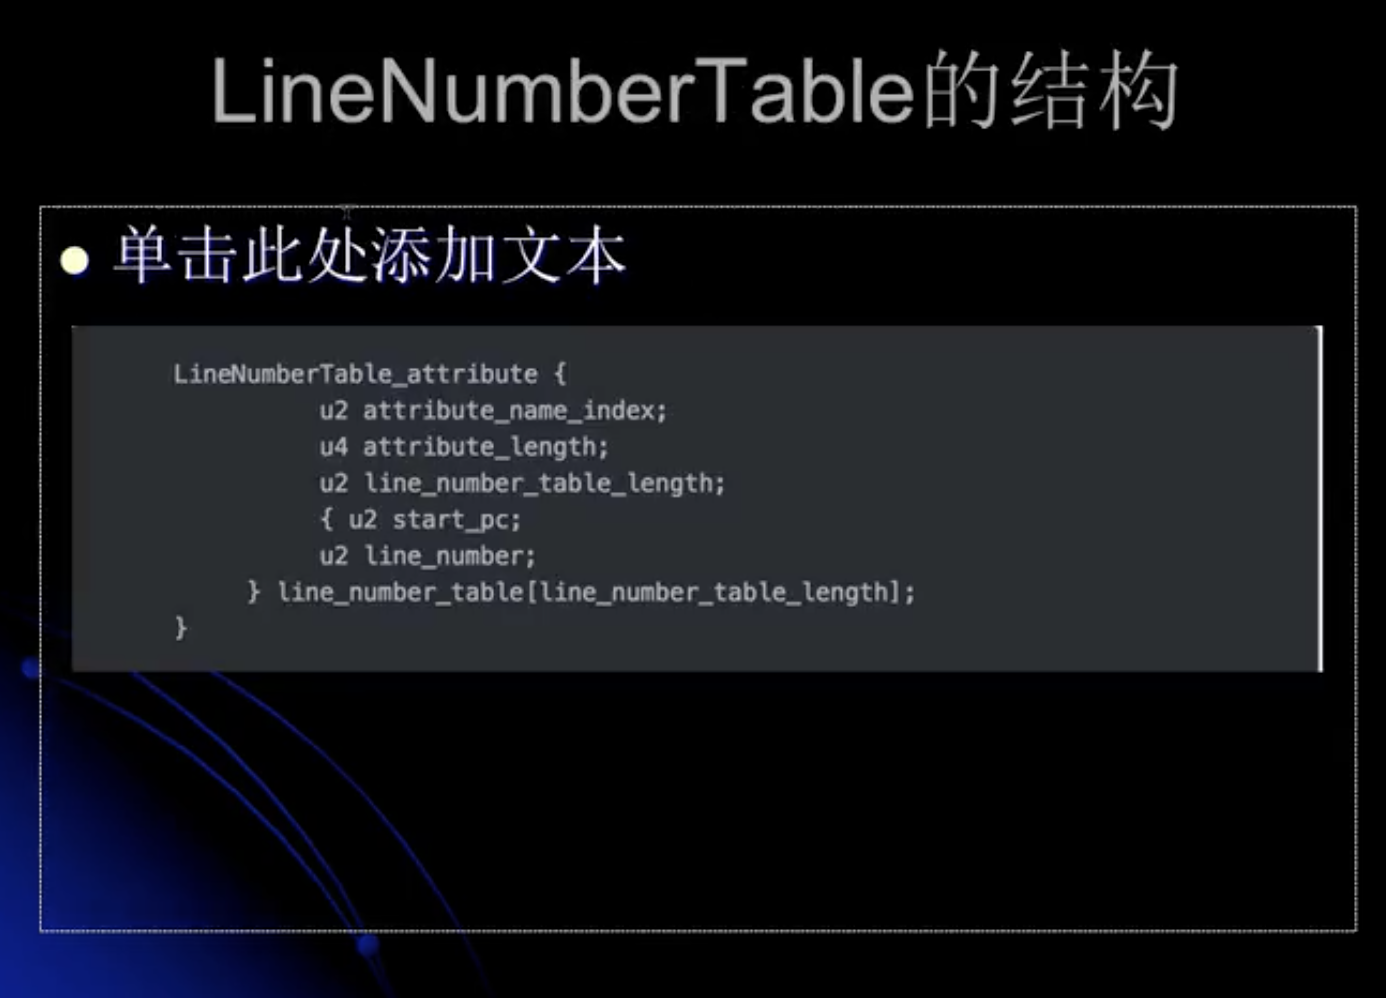 LineNumberTable的结构
单击此处添加文本
LineNumberTable_attribute {
u2 attribute_name_index;
u4 attribute_length;
u2 line_number_table_length;
{ u2 start_pc;
u2 line_number;
} line_number_table[line_number_table_length];
}